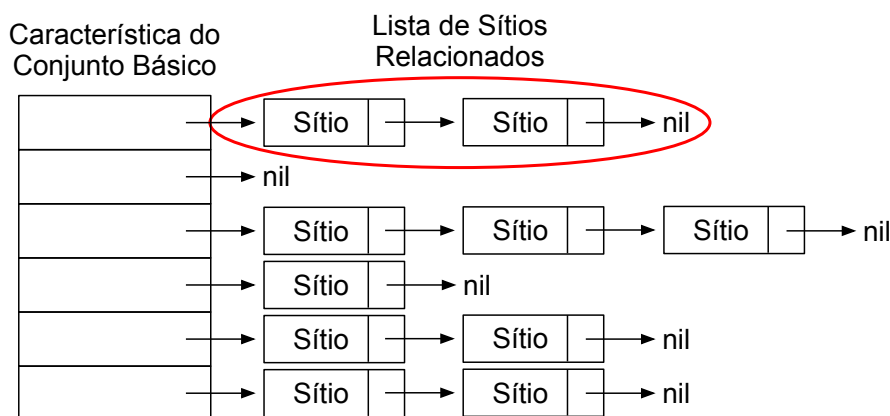 Característica do
Conjunto Básico
Lista de Sítios
Relacionados
Sítio Sítio nil
nil
Sítio Sítio Sítio nil
Sítio nil
Sítio Sítio nil
Sítio Sítio nil